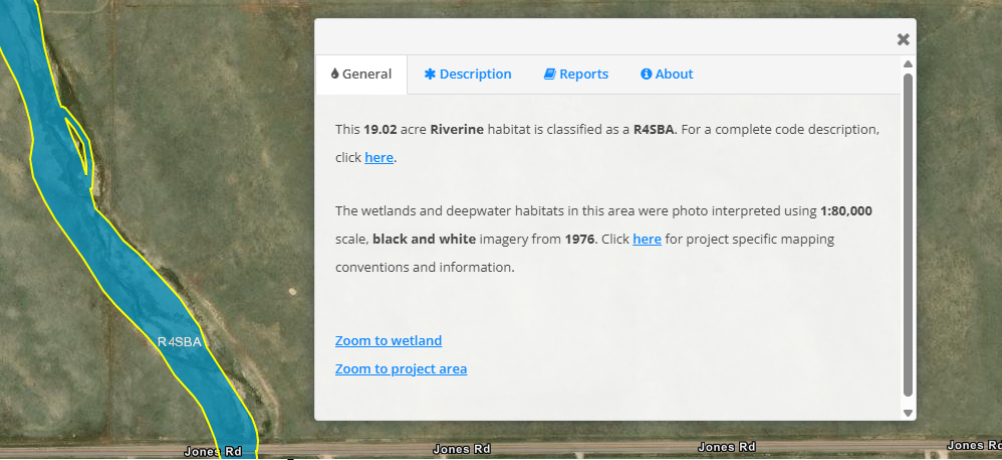 General
Description
Reports
About
This 19.02 acre Riverine habitat is classified as a R4SBA. For a complete code description,
click here.
The wetlands and deepwater habitats in this area were photo interpreted using 1:80,000
scale, black and white imagery from 1976. Click here for project specific mapping
conventions and information.
R4SBA
Zoom to wetland
Zoom to project area
Jones Rd
Jones Rd
Jones Rd
Jones Rd